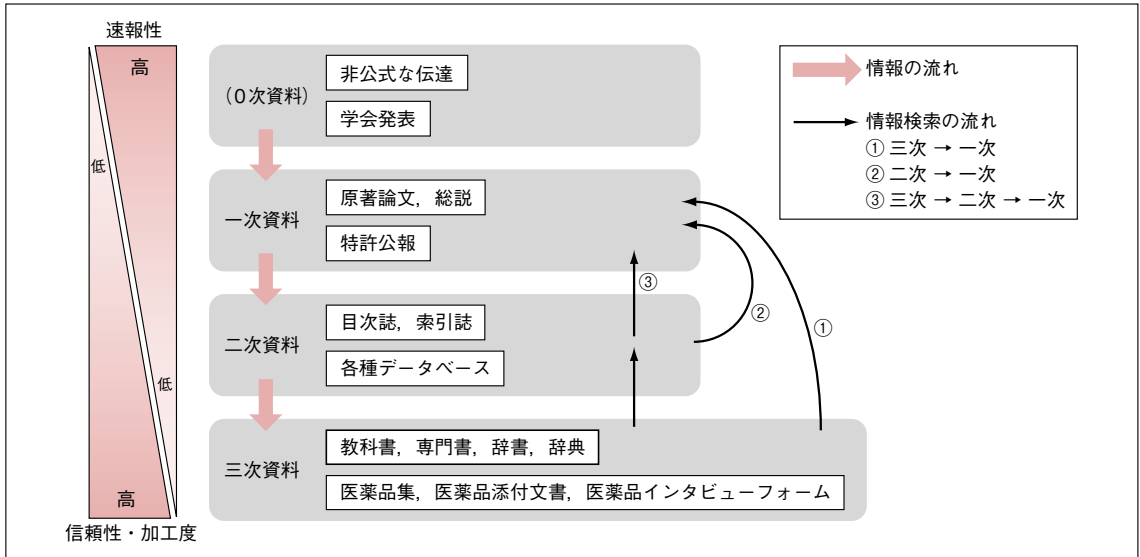 速報性
高
低
低
高
信頼性・加工度
（0次資料）
非公式な伝達
学会発表
一次資料
原著論文，総説
特許公報
二次資料
目次誌，索引誌
各種データベース
三次資料
教科書，専門書，辞書，辞典
医薬品集，医薬品添付文書，医薬品インタビューフォーム
③
②
①
情報の流れ
情報検索の流れ
① 三次 → 一次
② 二次 → 一次
③ 三次 → 二次 → 一次